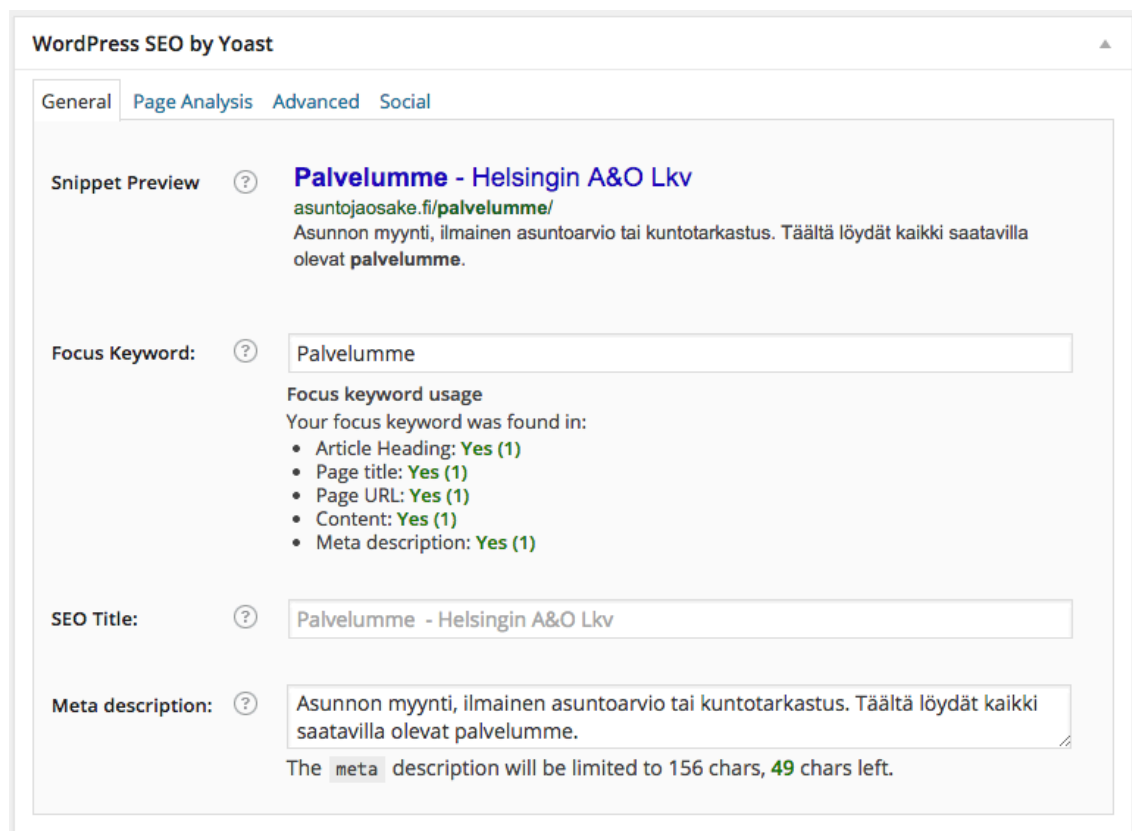 WordPress SEO by Yoast
General Page Analysis Advanced Social
Snippet Preview ? Palvelumme - Helsingin A&O Lkv
asuntojaosake.fi/palvelumme/
Asunnon myynti, ilmainen asuntoarvio tai kuntotarkastus. Täältä löydät kaikki saatavilla
olevat palvelumme.
Focus Keyword: ? Palvelumme
Focus keyword usage
Your focus keyword was found in:
• Article Heading: Yes (1)
• Page title: Yes (1)
• Page URL: Yes (1)
• Content: Yes (1)
• Meta description: Yes (1)
SEO Title: ? Palvelumme - Helsingin A&O Lkv
Meta description: ? Asunnon myynti, ilmainen asuntoarvio tai kuntotarkastus. Täältä löydät kaikki
saatavilla olevat palvelumme.
The meta description will be limited to 156 chars, 49 chars left.